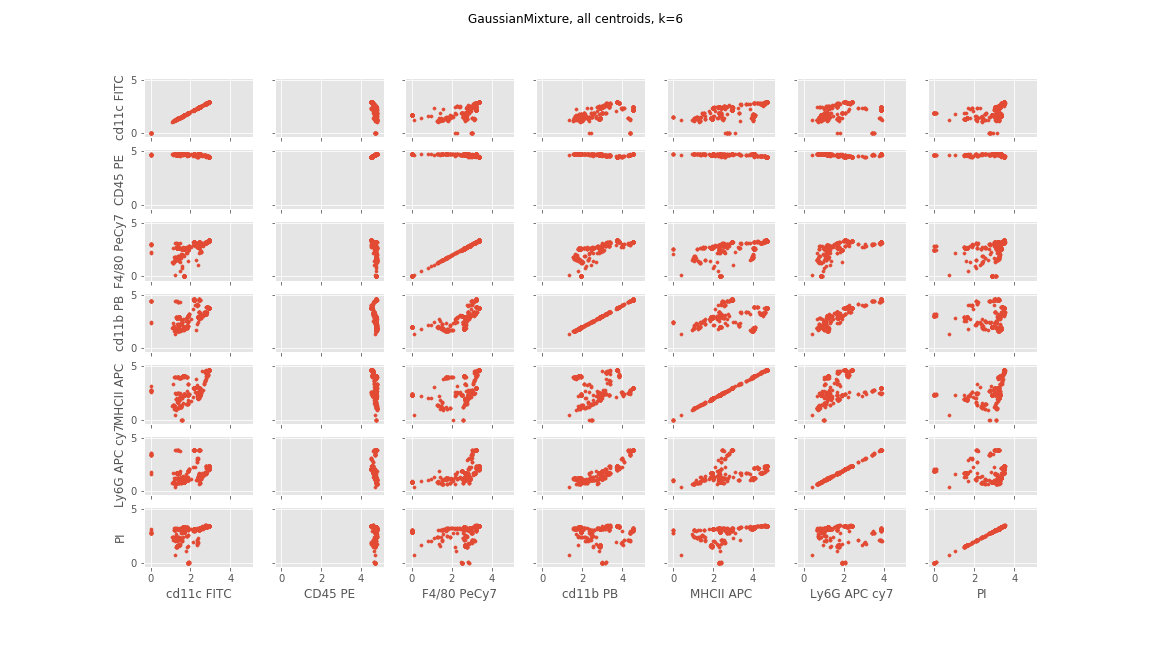 GaussianMixture, all centroids, k=6
cd11c FITC
5
0
CD45 PE
5
0
F4/80 PeCy7
5
0
cd11b PB
5
0
MHCII APC
5
0
Ly6G APC cy7
5
0
PI
5
0
0 2 4 0 2 4 0 2 4 0 2 4 0 2 4 0 2 4 0 2 4
cd11c FITC CD45 PE F4/80 PeCy7 cd11b PB MHCII APC Ly6G APC cy7 PI